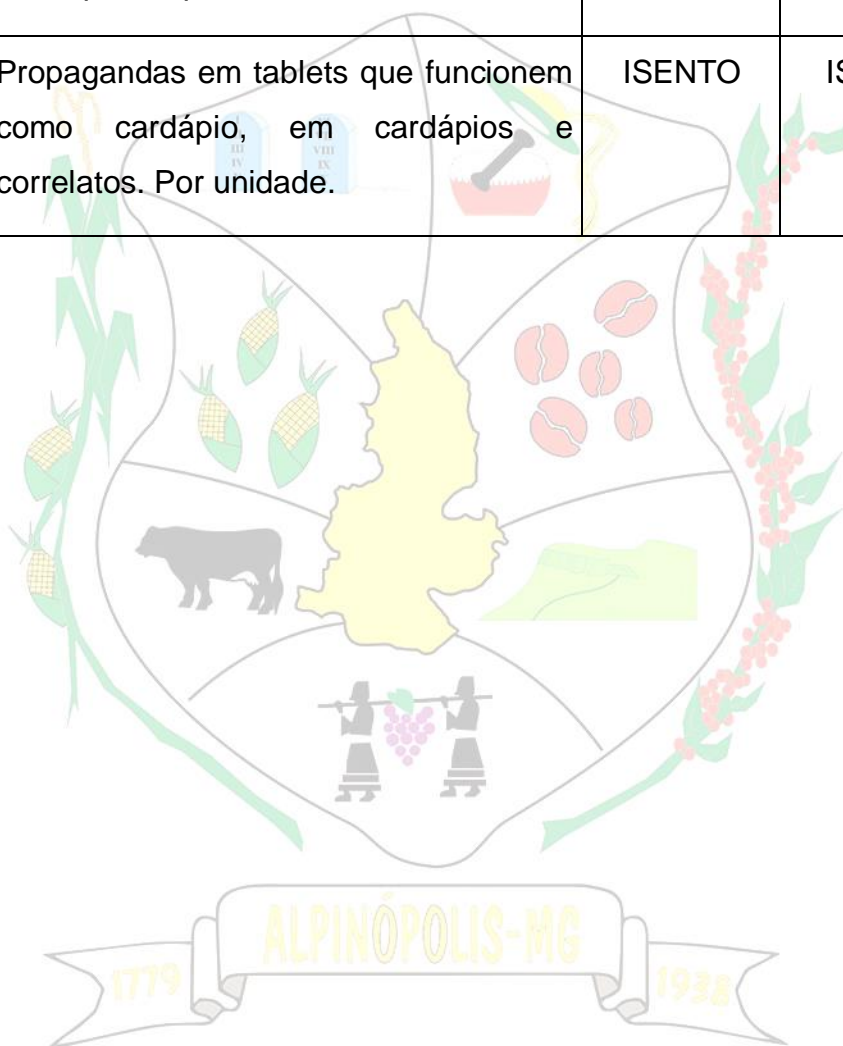 Propagandas em tablets que funcionem ISENTO
como cardápio, em cardápios e
correlatos. Por unidade.
ALPINÓPOLIS-MG
1779 1938